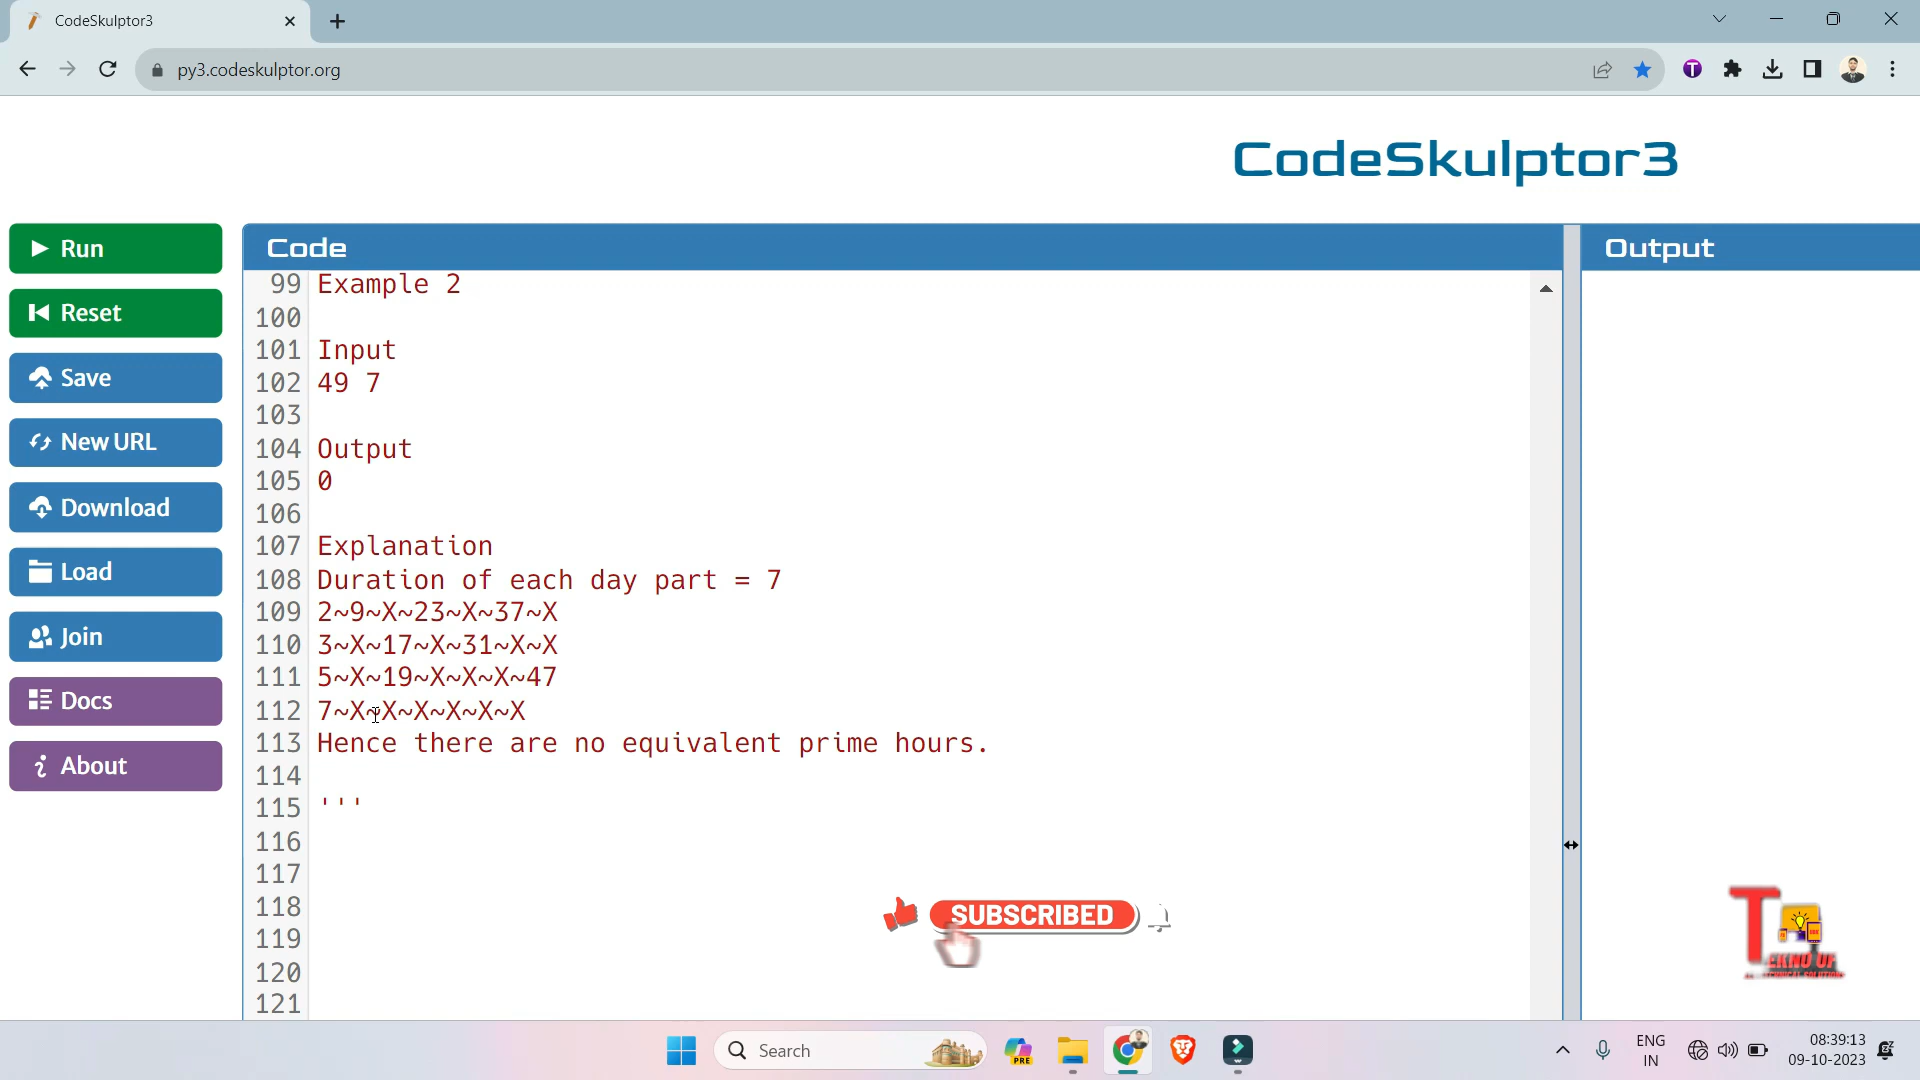 CodeSkulptor3
py3.codeskulptor.org
T
CodeSkulptor3
Run
Reset
Save
New URL
Download
Load
Join
Docs
About
Code
Output
99 Example 2
100
101 Input
102 49 7
103
104 Output
105 0
106
107 Explanation
108 Duration of each day part = 7
109 2~9~X~23~X~37~X
110 3~X~17~X~31~X~X
111 5~X~19~X~X~X~47
112 7~X~X~X~X~X~X
113 Hence there are no equivalent prime hours.
114
115 '''
116
117
118
119
120
121
SUBSCRIBED
TEKNO UF
Search
PRE
ENG
IN
08:39:13
09-10-2023